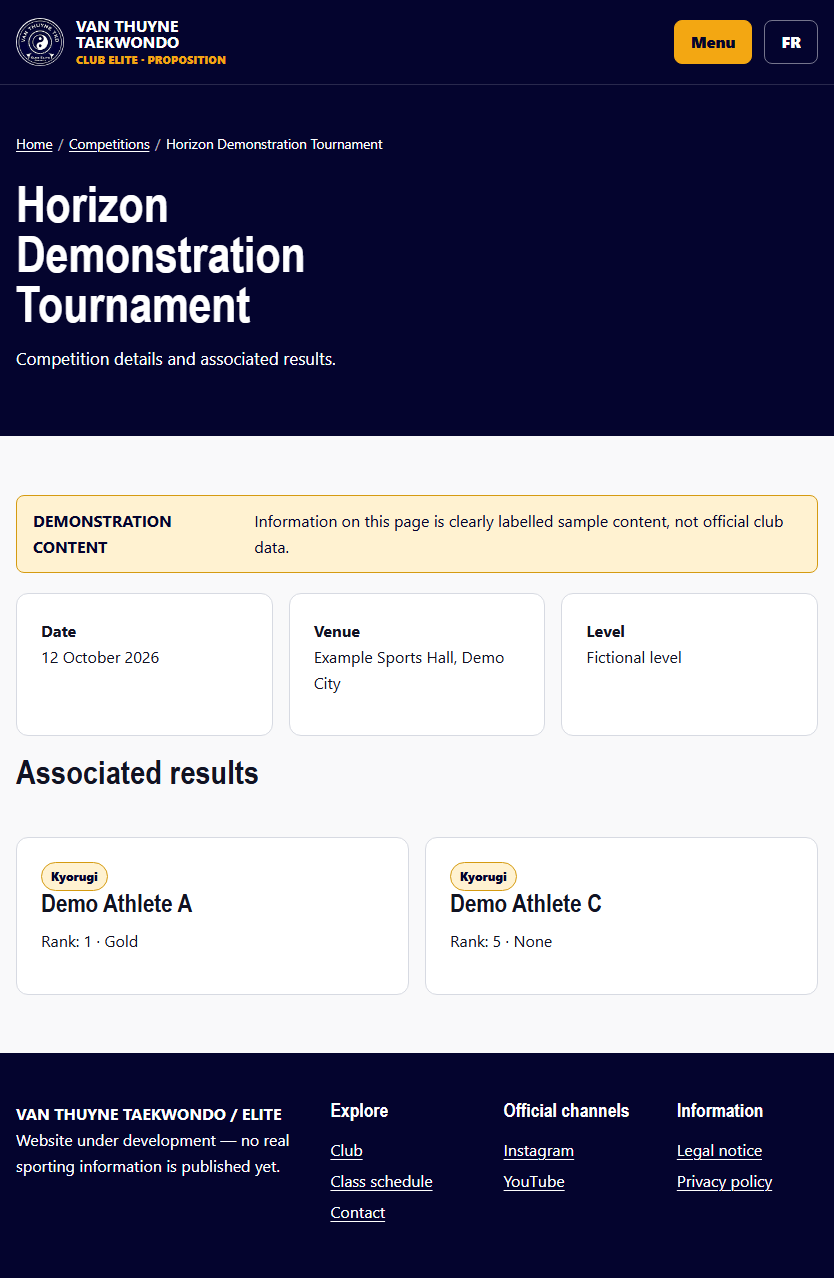 VAN THUYNE
TAEKWONDO
CLUB ELITE · PROPOSITION
Menu
FR
Home / Competitions / Horizon Demonstration Tournament
Horizon
Demonstration
Tournament
Competition details and associated results.
DEMONSTRATION
CONTENT
Information on this page is clearly labelled sample content, not official club
data.
Date
12 October 2026
Venue
Example Sports Hall, Demo
City
Level
Fictional level
Associated results
Kyorugi
Demo Athlete A
Rank: 1 · Gold
Kyorugi
Demo Athlete C
Rank: 5 · None
VAN THUYNE TAEKWONDO / ELITE
Website under development — no real
sporting information is published yet.
Explore
Club
Class schedule
Contact
Official channels
Instagram
YouTube
Information
Legal notice
Privacy policy